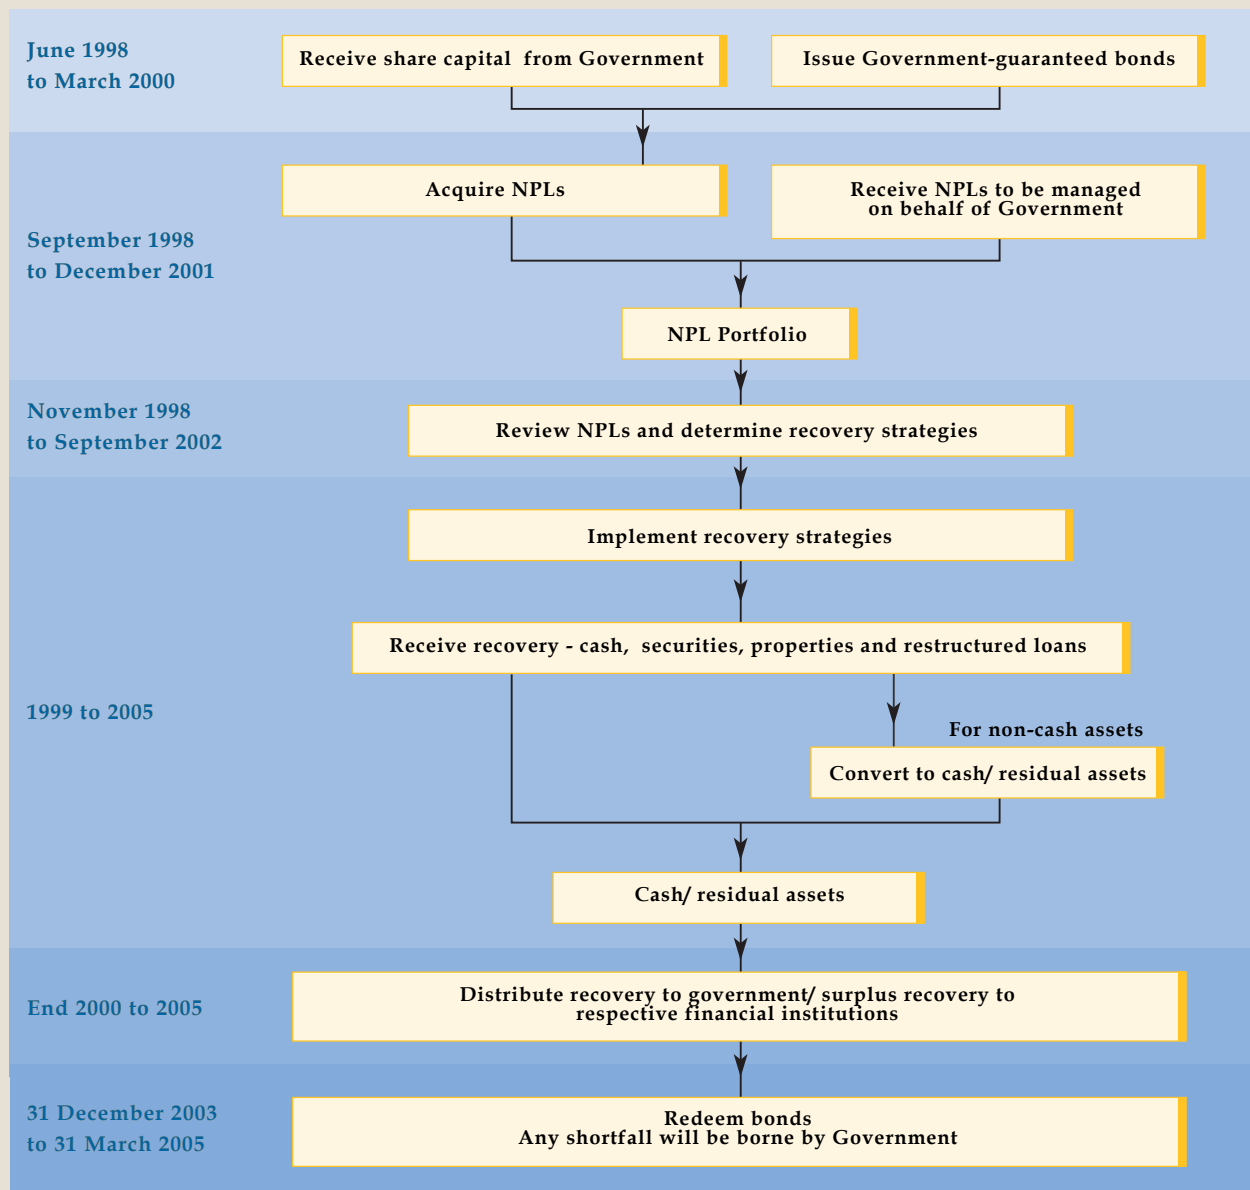 June 1998
to March 2000
Receive share capital  from Government
Issue Government-guaranteed bonds
September 1998
to December 2001
Acquire NPLs
Receive NPLs to be managed
on behalf of Government
NPL Portfolio
November 1998
to September 2002
Review NPLs and determine recovery strategies
1999 to 2005
Implement recovery strategies
Receive recovery - cash,  securities, properties and restructured loans
For non-cash assets
Convert to cash/ residual assets
Cash/ residual assets
End 2000 to 2005
Distribute recovery to government/ surplus recovery to
respective financial institutions
31 December 2003
to 31 March 2005
Redeem bonds
Any shortfall will be borne by Government